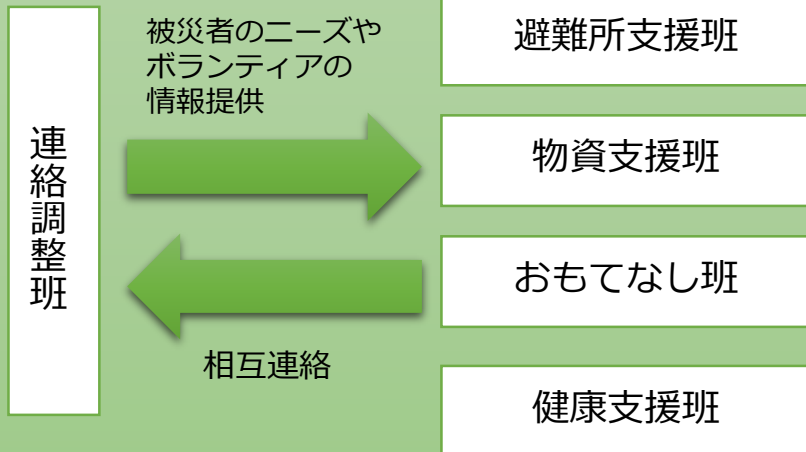 連絡調整班
被災者のニーズや
ボランティアの
情報提供
相互連絡
避難所支援班
物資支援班
おもてなし班
健康支援班